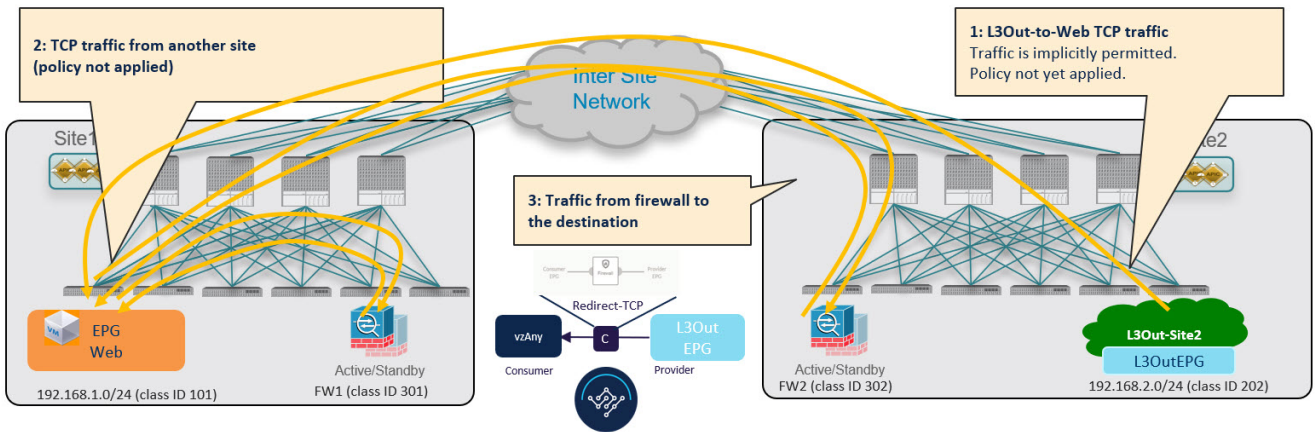 2: TCP traffic from another site
(policy not applied)
Inter Site
Network
1: L3Out-to-Web TCP traffic
Traffic is implicitly permitted.
Policy not yet applied.
Site1
te2
APIC
APIC
3: Traffic from firewall to
the destination
Consumer
EPG
Firewall
Provider
EPG
Redirect-TCP
vzAny
C
L3Out
EPG
Consumer
Provider
VM
EPG
Web
192.168.1.0/24 (class ID 101)
Active/Standby
FW1 (class ID 301)
Active/Standby
FW2 (class ID 302)
L3Out-Site2
L3OutEPG
192.168.2.0/24 (class ID 202)